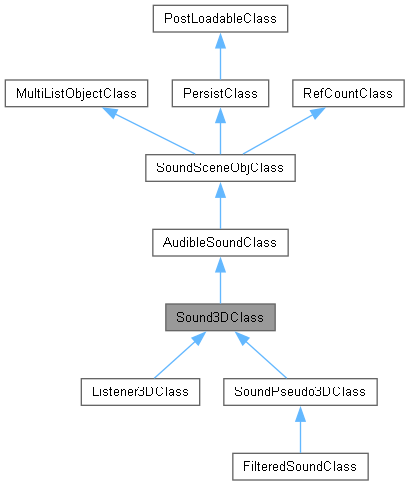 PostLoadableClass
MultiListObjectClass
PersistClass
RefCountClass
SoundSceneObjClass
AudibleSoundClass
Sound3DClass
Listener3DClass
SoundPseudo3DClass
FilteredSoundClass